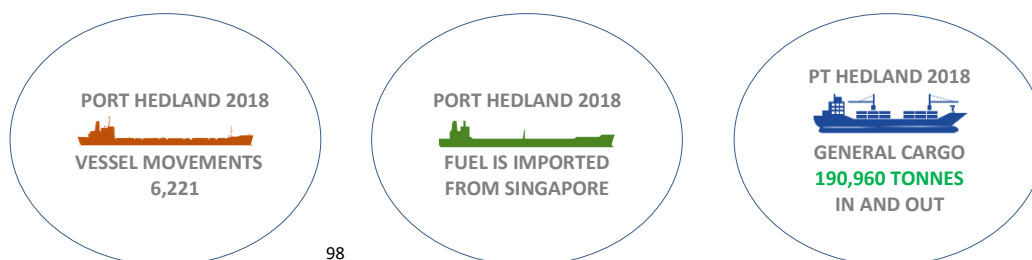 PORT HEDLAND 2018
VESSEL MOVEMENTS
6,221
PORT HEDLAND 2018
FUEL IS IMPORTED
FROM SINGAPORE
PT HEDLAND 2018
GENERAL CARGO
190,960 TONNES
IN AND OUT
98